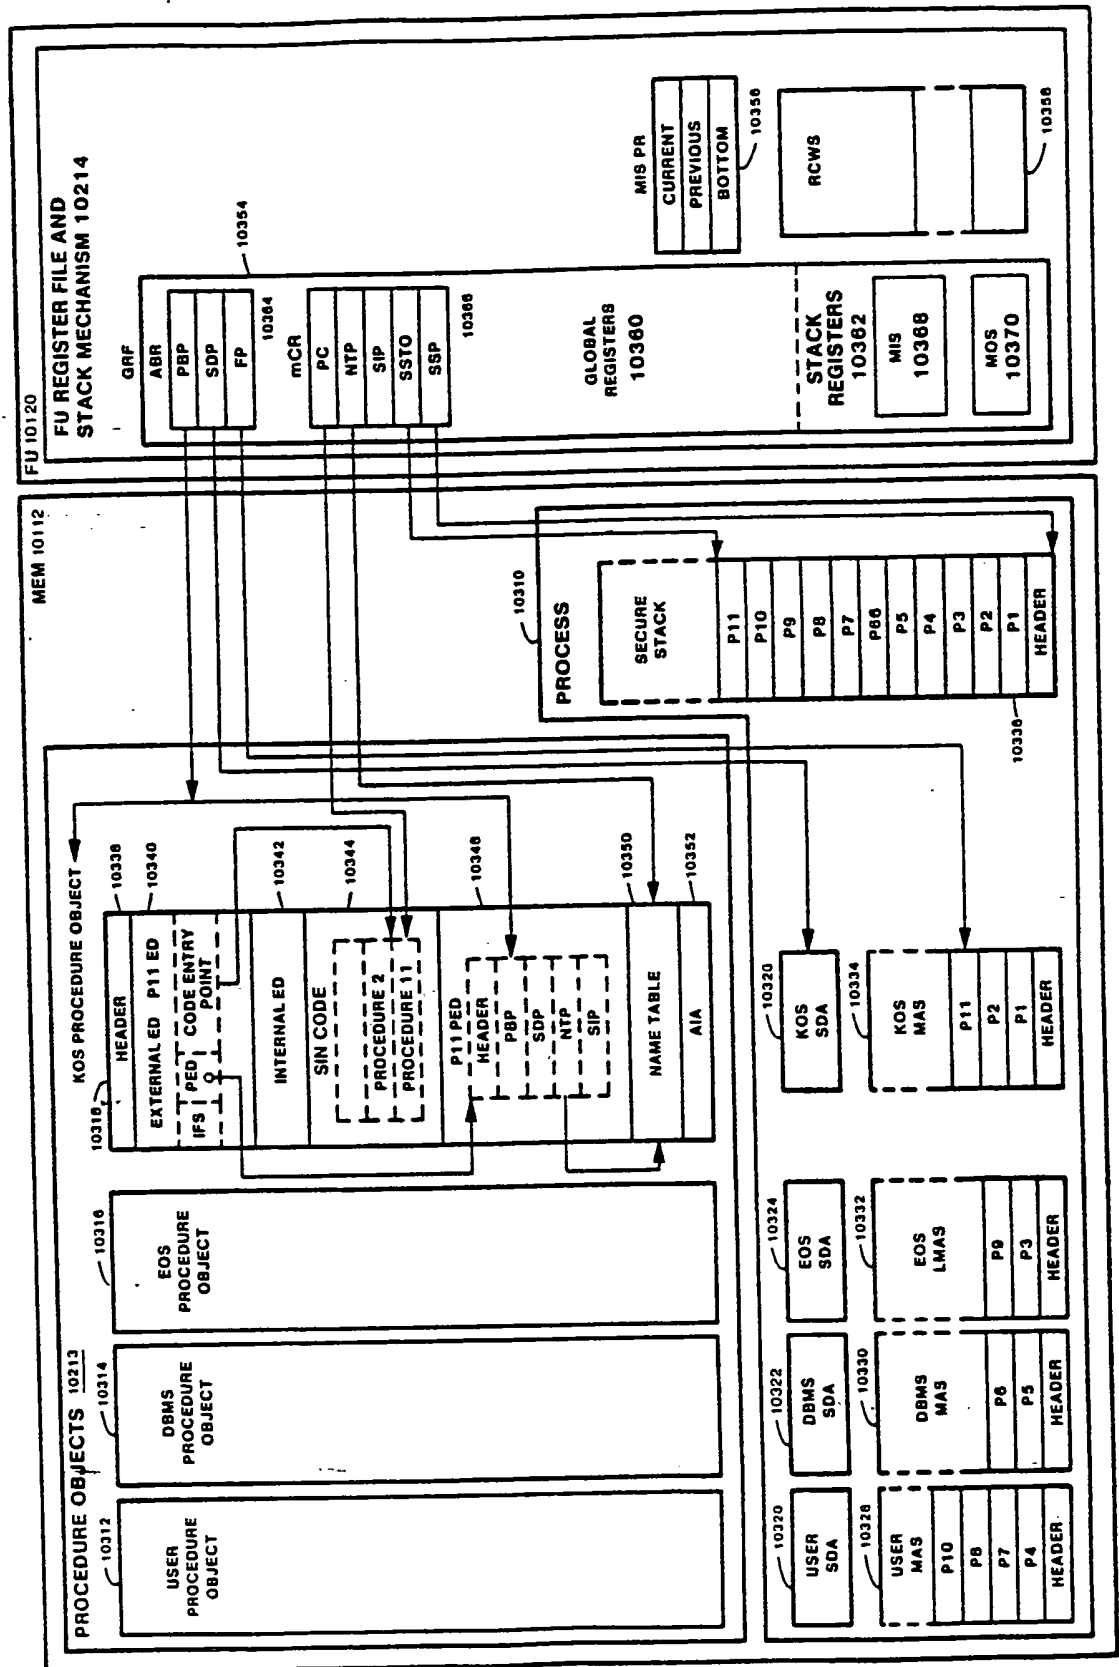 FU 10120
FU REGISTER FILE AND
STACK MECHANISM 10214
GRF
10354
ABR
PBP
SDP
FP
10364
mCR
PC
NTP
SIP
SSTO
SSP
10366
GLOBAL
REGISTERS
10360
STACK
REGISTERS
10362
MIS
10368
MOS
10370
MIS PR
CURRENT
PREVIOUS
BOTTOM
10356
RCWS
10358
MEM 10112
PROCEDURE OBJECTS 10213
10312
USER
PROCEDURE
OBJECT
10314
DBMS
PROCEDURE
OBJECT
10316
EOS
PROCEDURE
OBJECT
KOS PROCEDURE OBJECT
10318
HEADER
10338
EXTERNAL ED P11 ED
10340
IFS PED CODE ENTRY
POINT
INTERNAL ED
10342
SIN CODE
10344
PROCEDURE 2
PROCEDURE 11
P11 PED
10348
HEADER
PBP
SDP
NTP
SIP
NAME TABLE
10350
AIA
10352
10310
PROCESS
SECURE
STACK
P11
P10
P9
P8
P7
P66
P5
P4
P3
P2
P1
HEADER
10336
10320
USER
SDA
10322
DBMS
SDA
10324
EOS
SDA
10320
KOS
SDA
10328
USER
MAS
P10
P8
P7
P4
HEADER
10330
DBMS
MAS
P6
P5
HEADER
10332
EOS
LMAS
P9
P3
HEADER
10334
KOS
MAS
P11
P2
P1
HEADER